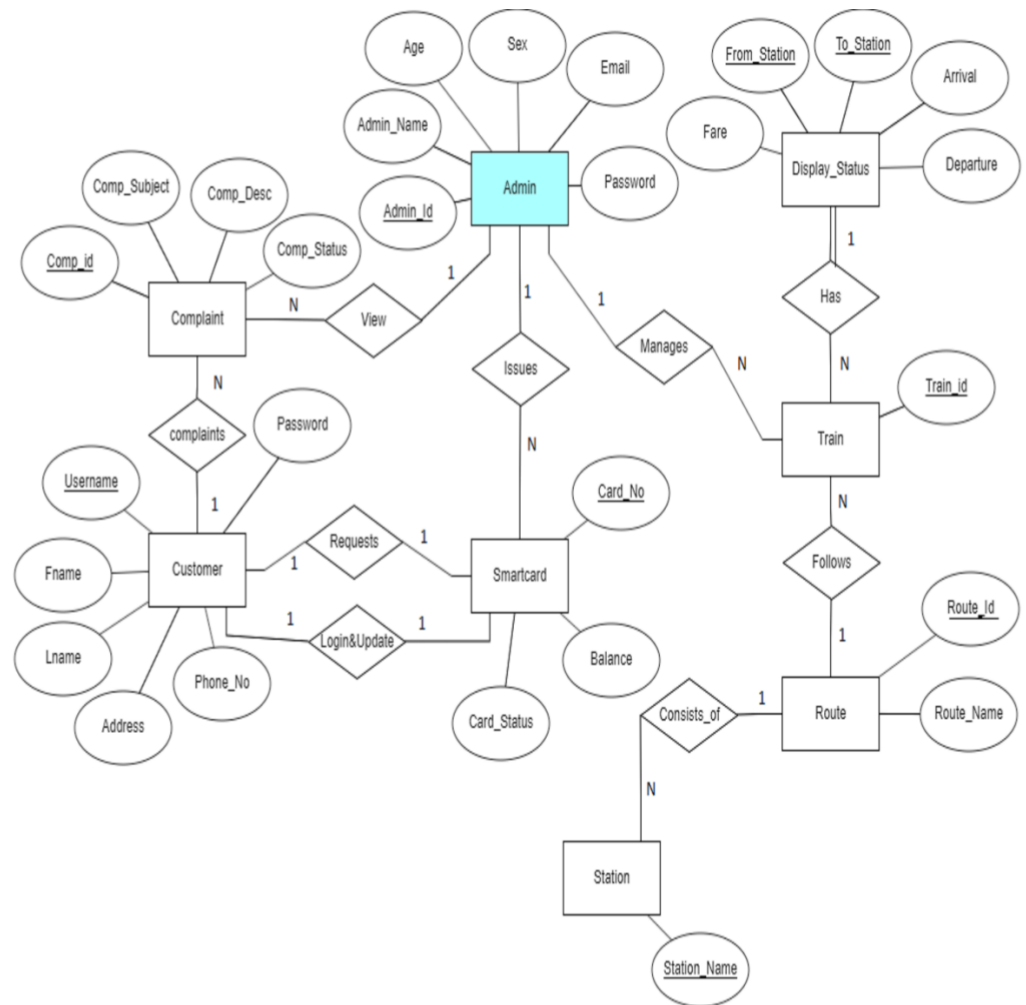 Age
Sex
Email
Admin_Name
Admin_Id
Admin
Password
From_Station
To_Station
Arrival
Fare
Display_Status
Departure
Comp_Subject
Comp_Desc
Comp_id
Comp_Status
Complaint
N
View
1
1
Issues
N
1
Manages
N
1
Has
N
Train_id
Train
N
complaints
1
Password
Username
Fname
Lname
Address
Phone_No
Customer
1
Requests
1
1
Login&Update
1
Card_No
Smartcard
Balance
Card_Status
N
Follows
1
Route_Id
Route
Route_Name
1
Consists_of
N
Station
Station_Name